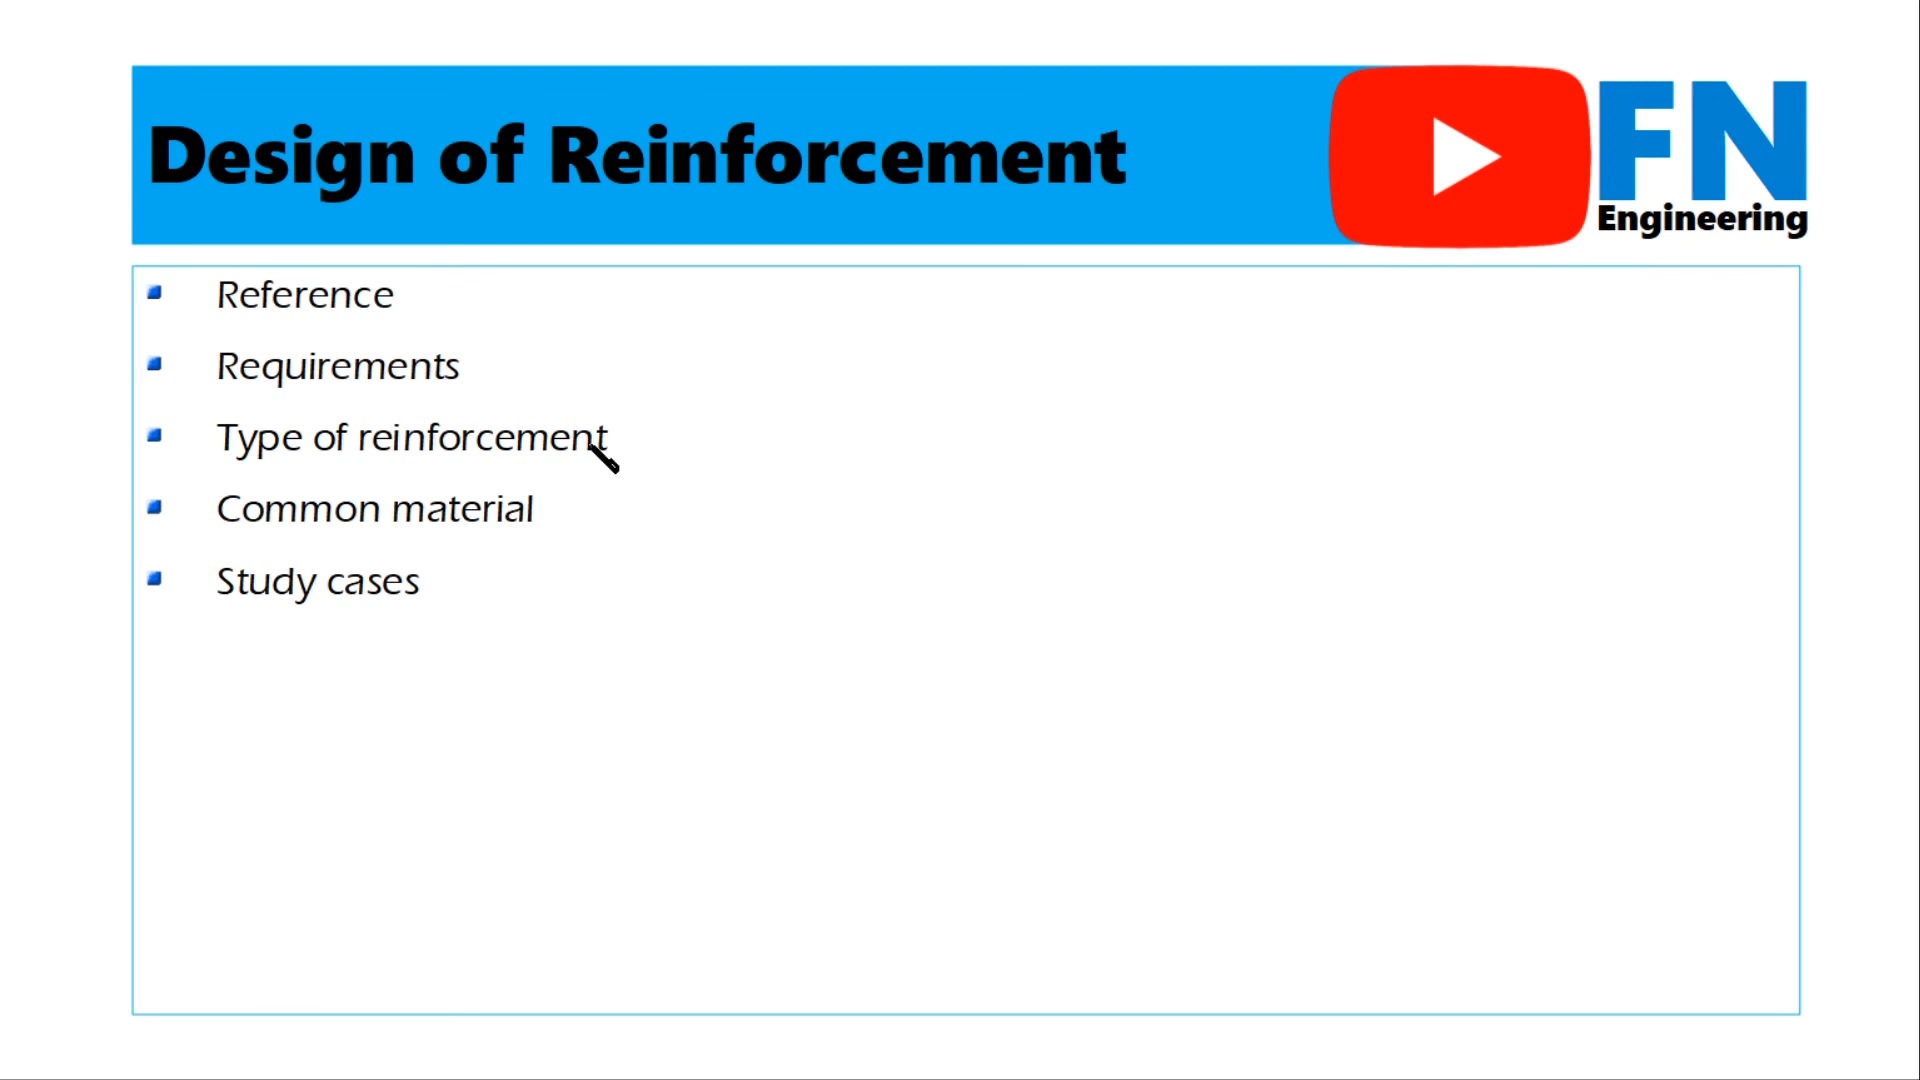 Design of Reinforcement
FN
Engineering
Reference
Requirements
Type of reinforcement
Common material
Study cases